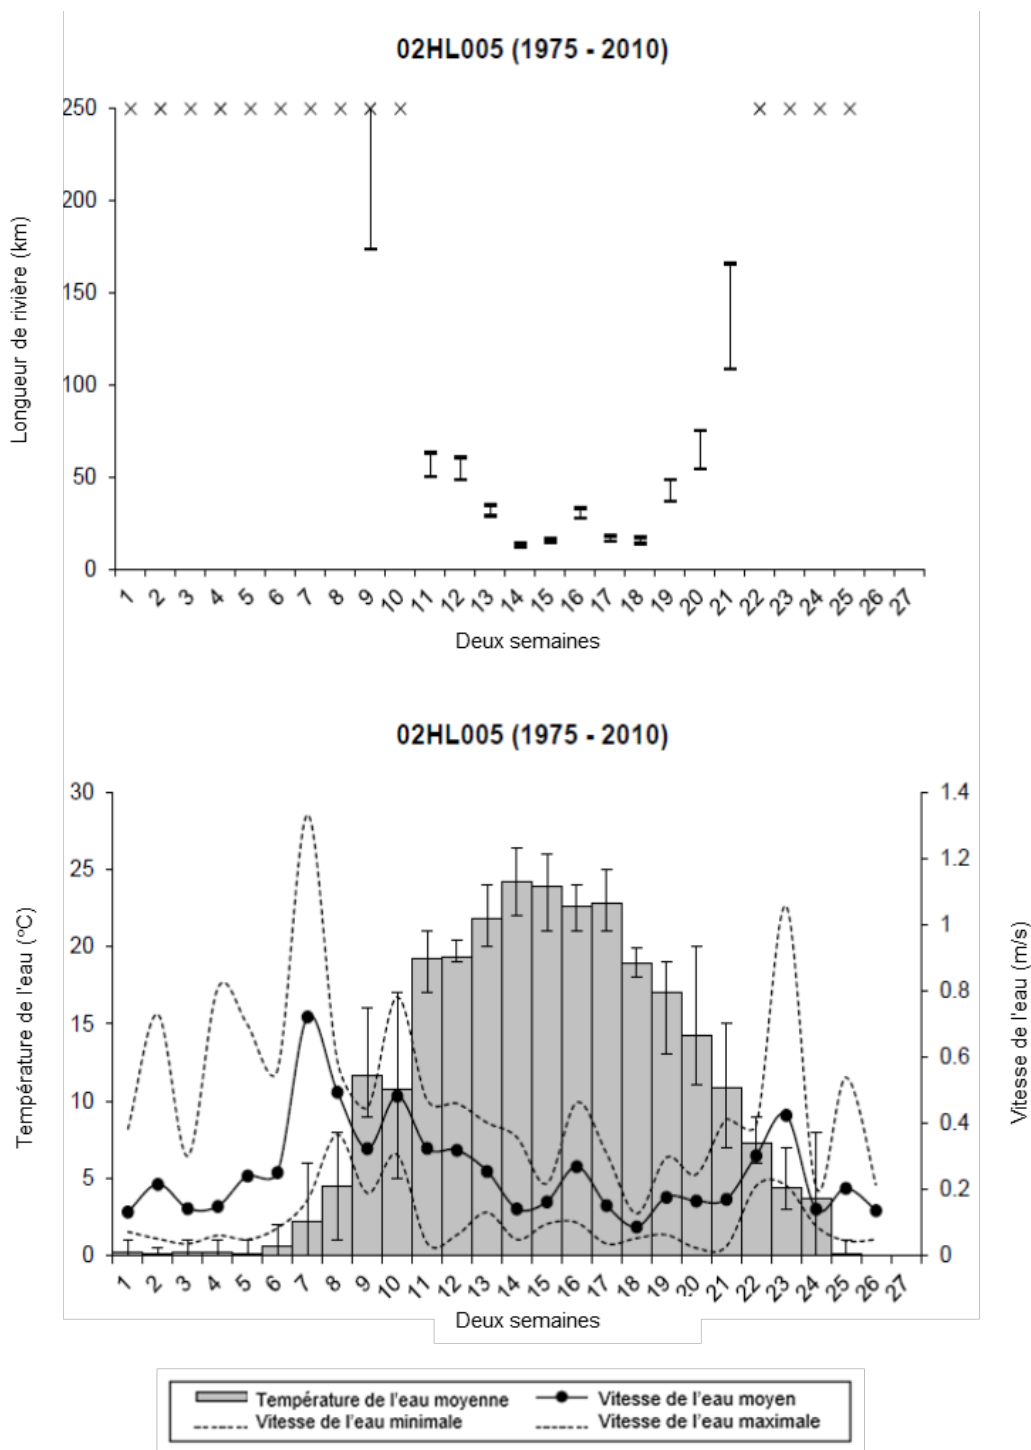 02HL005 (1975 - 2010)
250
200
150
100
50
0
Longueur de rivière (km)
1 2 3 4 5 6 7 8 9 10 11 12 13 14 15 16 17 18 19 20 21 22 23 24 25 26 27
Deux semaines
02HL005 (1975 - 2010)
30
25
20
15
10
5
0
Température de l'eau (°C)
1.4
1.2
1
0.8
0.6
0.4
0.2
0
Vitesse de l'eau (m/s)
1 2 3 4 5 6 7 8 9 10 11 12 13 14 15 16 17 18 19 20 21 22 23 24 25 26 27
Deux semaines
Température de l'eau moyenne
Vitesse de l'eau moyen
Vitesse de l'eau minimale
Vitesse de l'eau maximale